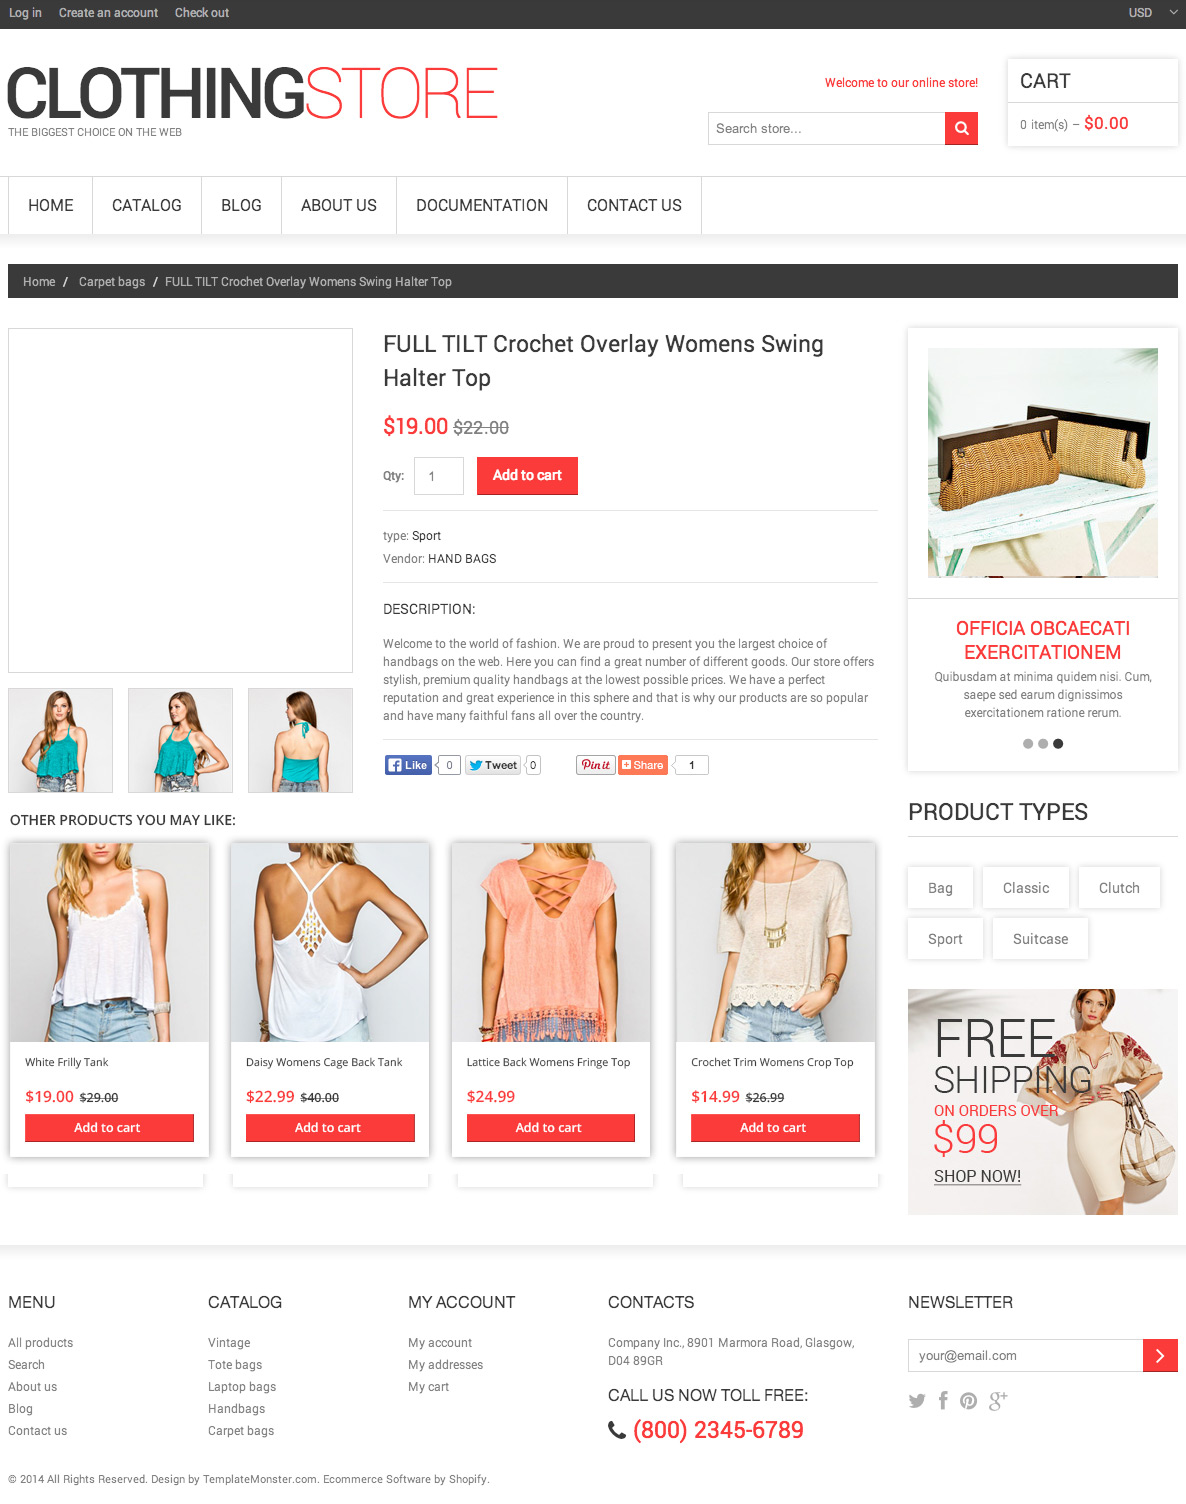 Log in Create an account Check out USD
CLOTHINGSTORE
THE BIGGEST CHOICE ON THE WEB
Welcome to our online store!
Search store...
CART
0 item(s) – $0.00
HOME CATALOG BLOG ABOUT US DOCUMENTATION CONTACT US
Home / Carpet bags / FULL TILT Crochet Overlay Womens Swing Halter Top
FULL TILT Crochet Overlay Womens Swing
Halter Top
$19.00 $22.00
Qty: 1 Add to cart
type: Sport
Vendor: HAND BAGS
DESCRIPTION:
Welcome to the world of fashion. We are proud to present you the largest choice of
handbags on the web. Here you can find a great number of different goods. Our store offers
stylish, premium quality handbags at the lowest possible prices. We have a perfect
reputation and great experience in this sphere and that is why our products are so popular
and have many faithful fans all over the country.
Like 0 Tweet 0 Pin it Share 1
OTHER PRODUCTS YOU MAY LIKE:
White Frilly Tank
$19.00 $29.00
Add to cart
Daisy Womens Cage Back Tank
$22.99 $40.00
Add to cart
Lattice Back Womens Fringe Top
$24.99
Add to cart
Crochet Trim Womens Crop Top
$14.99 $26.99
Add to cart
OFFICIA OBCAECATI
EXERCITATIONEM
Quibusdam at minima quidem nisi. Cum,
saepe sed earum dignissimos
exercitationem ratione rerum.
PRODUCT TYPES
Bag Classic Clutch
Sport Suitcase
FREE
SHIPPING
ON ORDERS OVER
$99
SHOP NOW!
MENU
All products
Search
About us
Blog
Contact us
CATALOG
Vintage
Tote bags
Laptop bags
Handbags
Carpet bags
MY ACCOUNT
My account
My addresses
My cart
CONTACTS
Company Inc., 8901 Marmora Road, Glasgow,
D04 89GR
CALL US NOW TOLL FREE:
(800) 2345-6789
NEWSLETTER
your@email.com
© 2014 All Rights Reserved. Design by TemplateMonster.com. Ecommerce Software by Shopify.